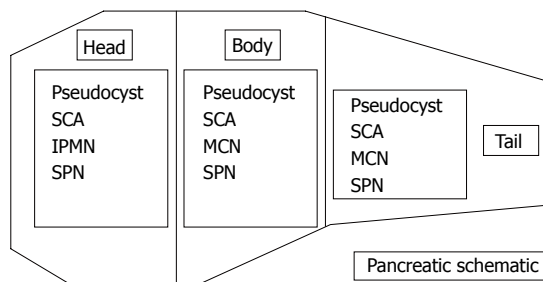 Head
Pseudocyst
SCA
IPMN
SPN
Body
Pseudocyst
SCA
MCN
SPN
Pseudocyst
SCA
MCN
SPN
Tail
Pancreatic schematic